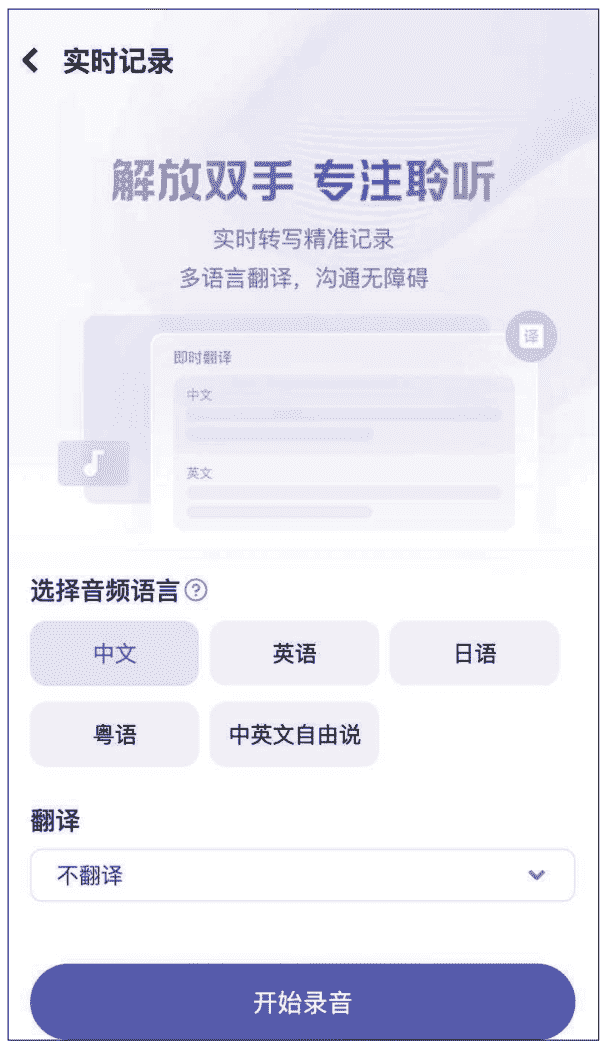 实时记录
解放双手 专注聆听
实时转写精准记录
多语言翻译，沟通无障碍
译
即时翻译
中文
英文
选择音频语言?
中文 英语 日语
粤语 中英文自由说
翻译
不翻译
开始录音